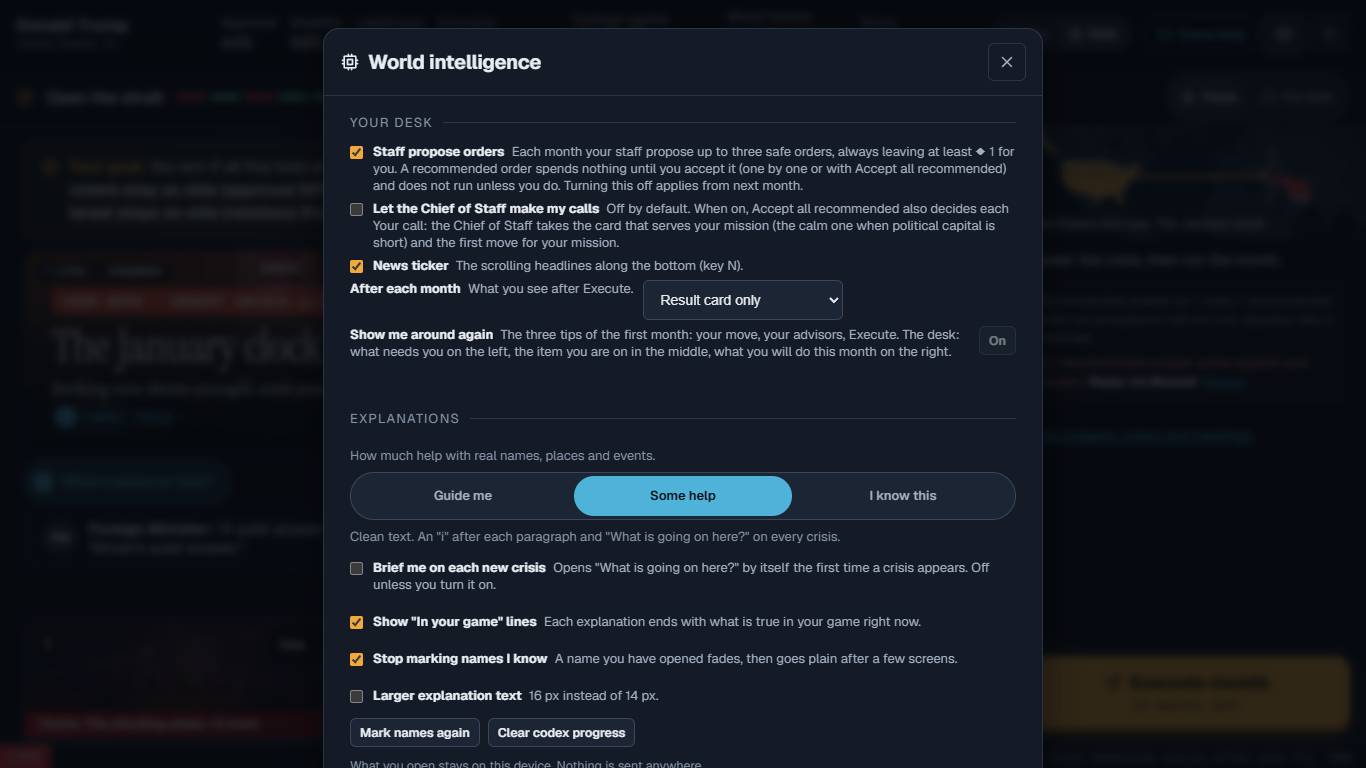 World intelligence
YOUR DESK
Staff propose orders Each month your staff propose up to three safe orders, always leaving at least ⌖ 1 for
you. A recommended order spends nothing until you accept it (one by one or with Accept all recommended)
and does not run unless you do. Turning this off applies from next month.
Let the Chief of Staff make my calls Off by default. When on, Accept all recommended also decides each
Your call: the Chief of Staff takes the card that serves your mission (the calm one when political capital is
short) and the first move for your mission.
News ticker The scrolling headlines along the bottom (key N).
After each month What you see after Execute. Result card only
Show me around again The three tips of the first month: your move, your advisors, Execute. The desk:
what needs you on the left, the item you are on in the middle, what you will do this month on the right.
On
EXPLANATIONS
How much help with real names, places and events.
Guide me Some help I know this
Clean text. An "i" after each paragraph and "What is going on here?" on every crisis.
Brief me on each new crisis Opens "What is going on here?" by itself the first time a crisis appears. Off
unless you turn it on.
Show "In your game" lines Each explanation ends with what is true in your game right now.
Stop marking names I know A name you have opened fades, then goes plain after a few screens.
Larger explanation text 16 px instead of 14 px.
Mark names again Clear codex progress
What you open stays on this device. Nothing is sent anywhere.
Donald Trump
The January clock